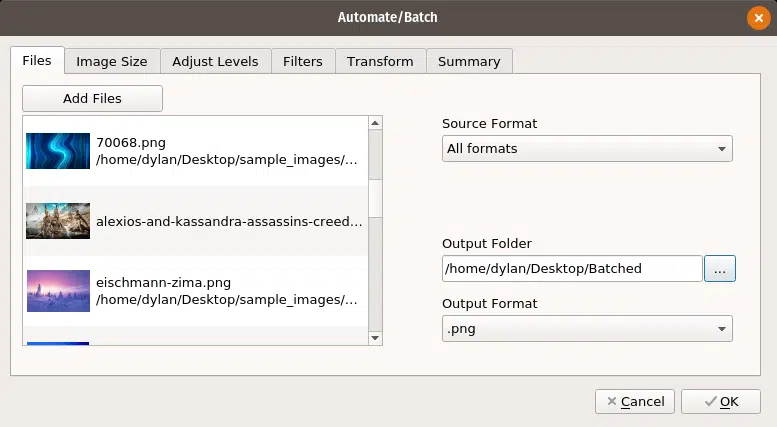 Automate/Batch
Files
Image Size
Adjust Levels
Filters
Transform
Summary
Add Files
70068.png
/home/dylan/Desktop/sample_images/...
alexios-and-kassandra-assassins-creed...
eischmann-zima.png
/home/dylan/Desktop/sample_images/...
Source Format
All formats
Output Folder
/home/dylan/Desktop/Batched
...
Output Format
.png
Cancel
OK